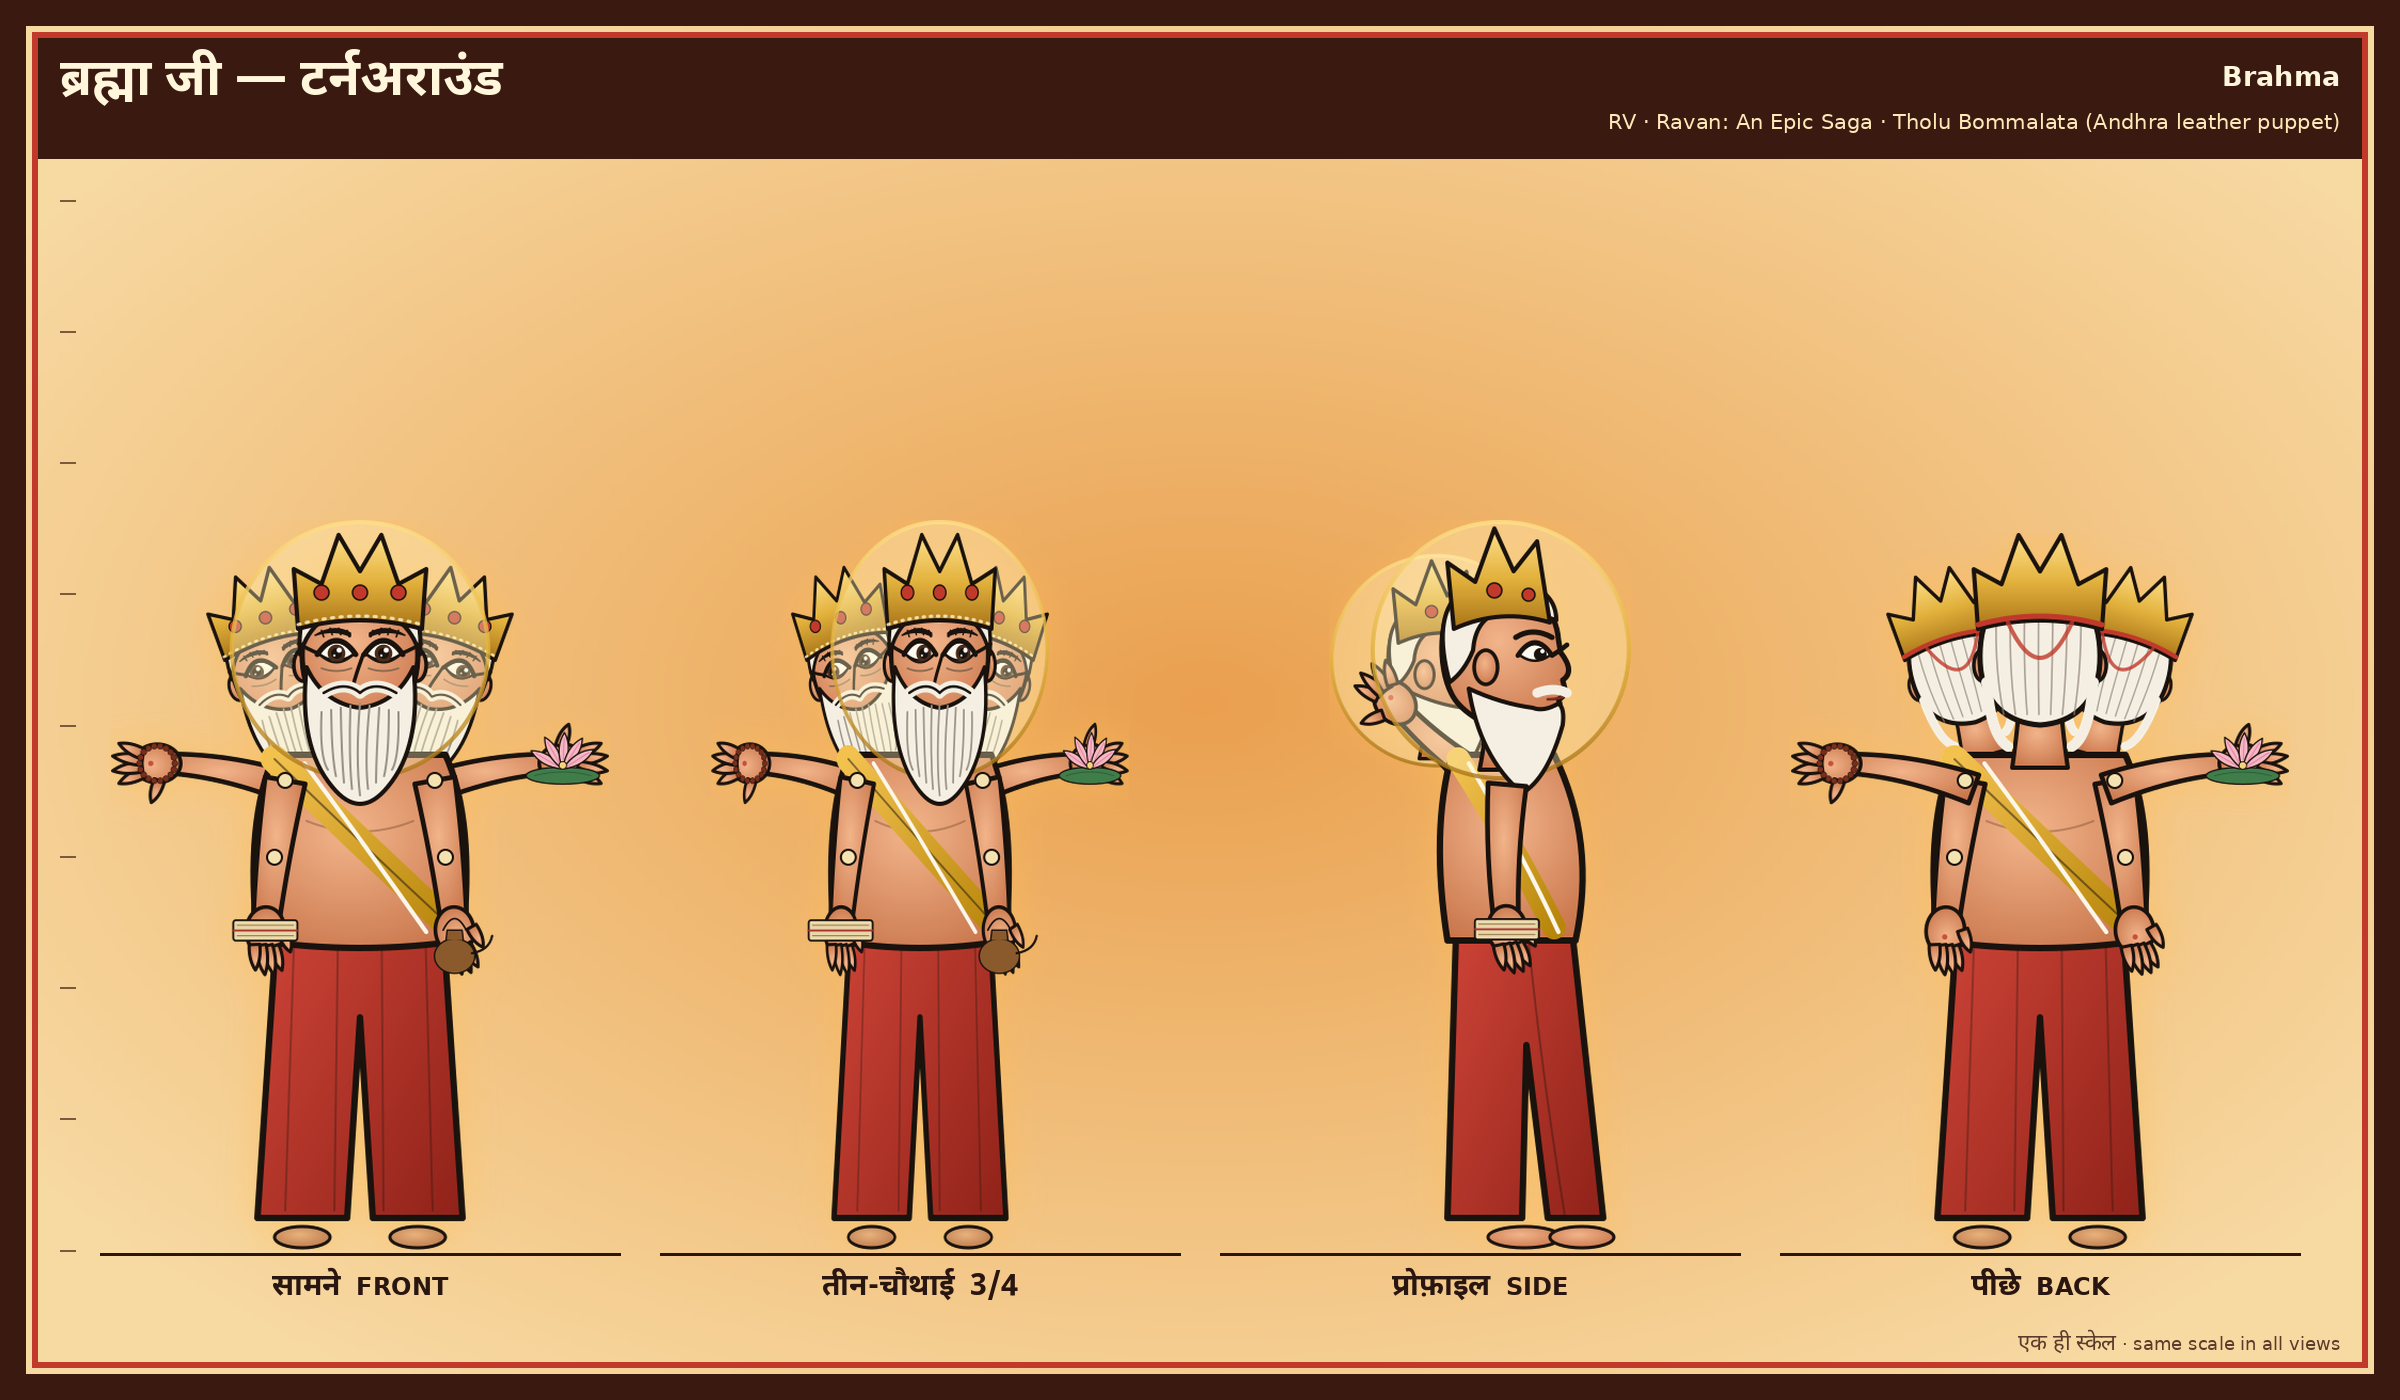 ब्रह्मा जी — टर्नअराउंड
Brahma
RV · Ravan: An Epic Saga · Tholu Bommalata (Andhra leather puppet)
सामने FRONT
तीन-चौथाई 3/4
प्रोफ़ाइल SIDE
पीछे BACK
एक ही स्केल · same scale in all views